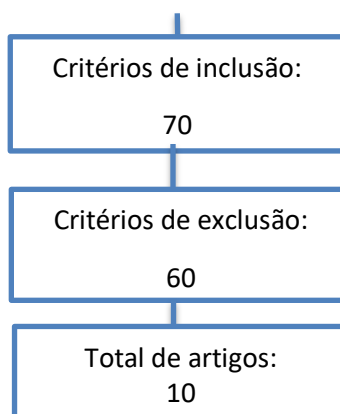 Critérios de inclusão:
70
Critérios de exclusão:
60
Total de artigos:
10